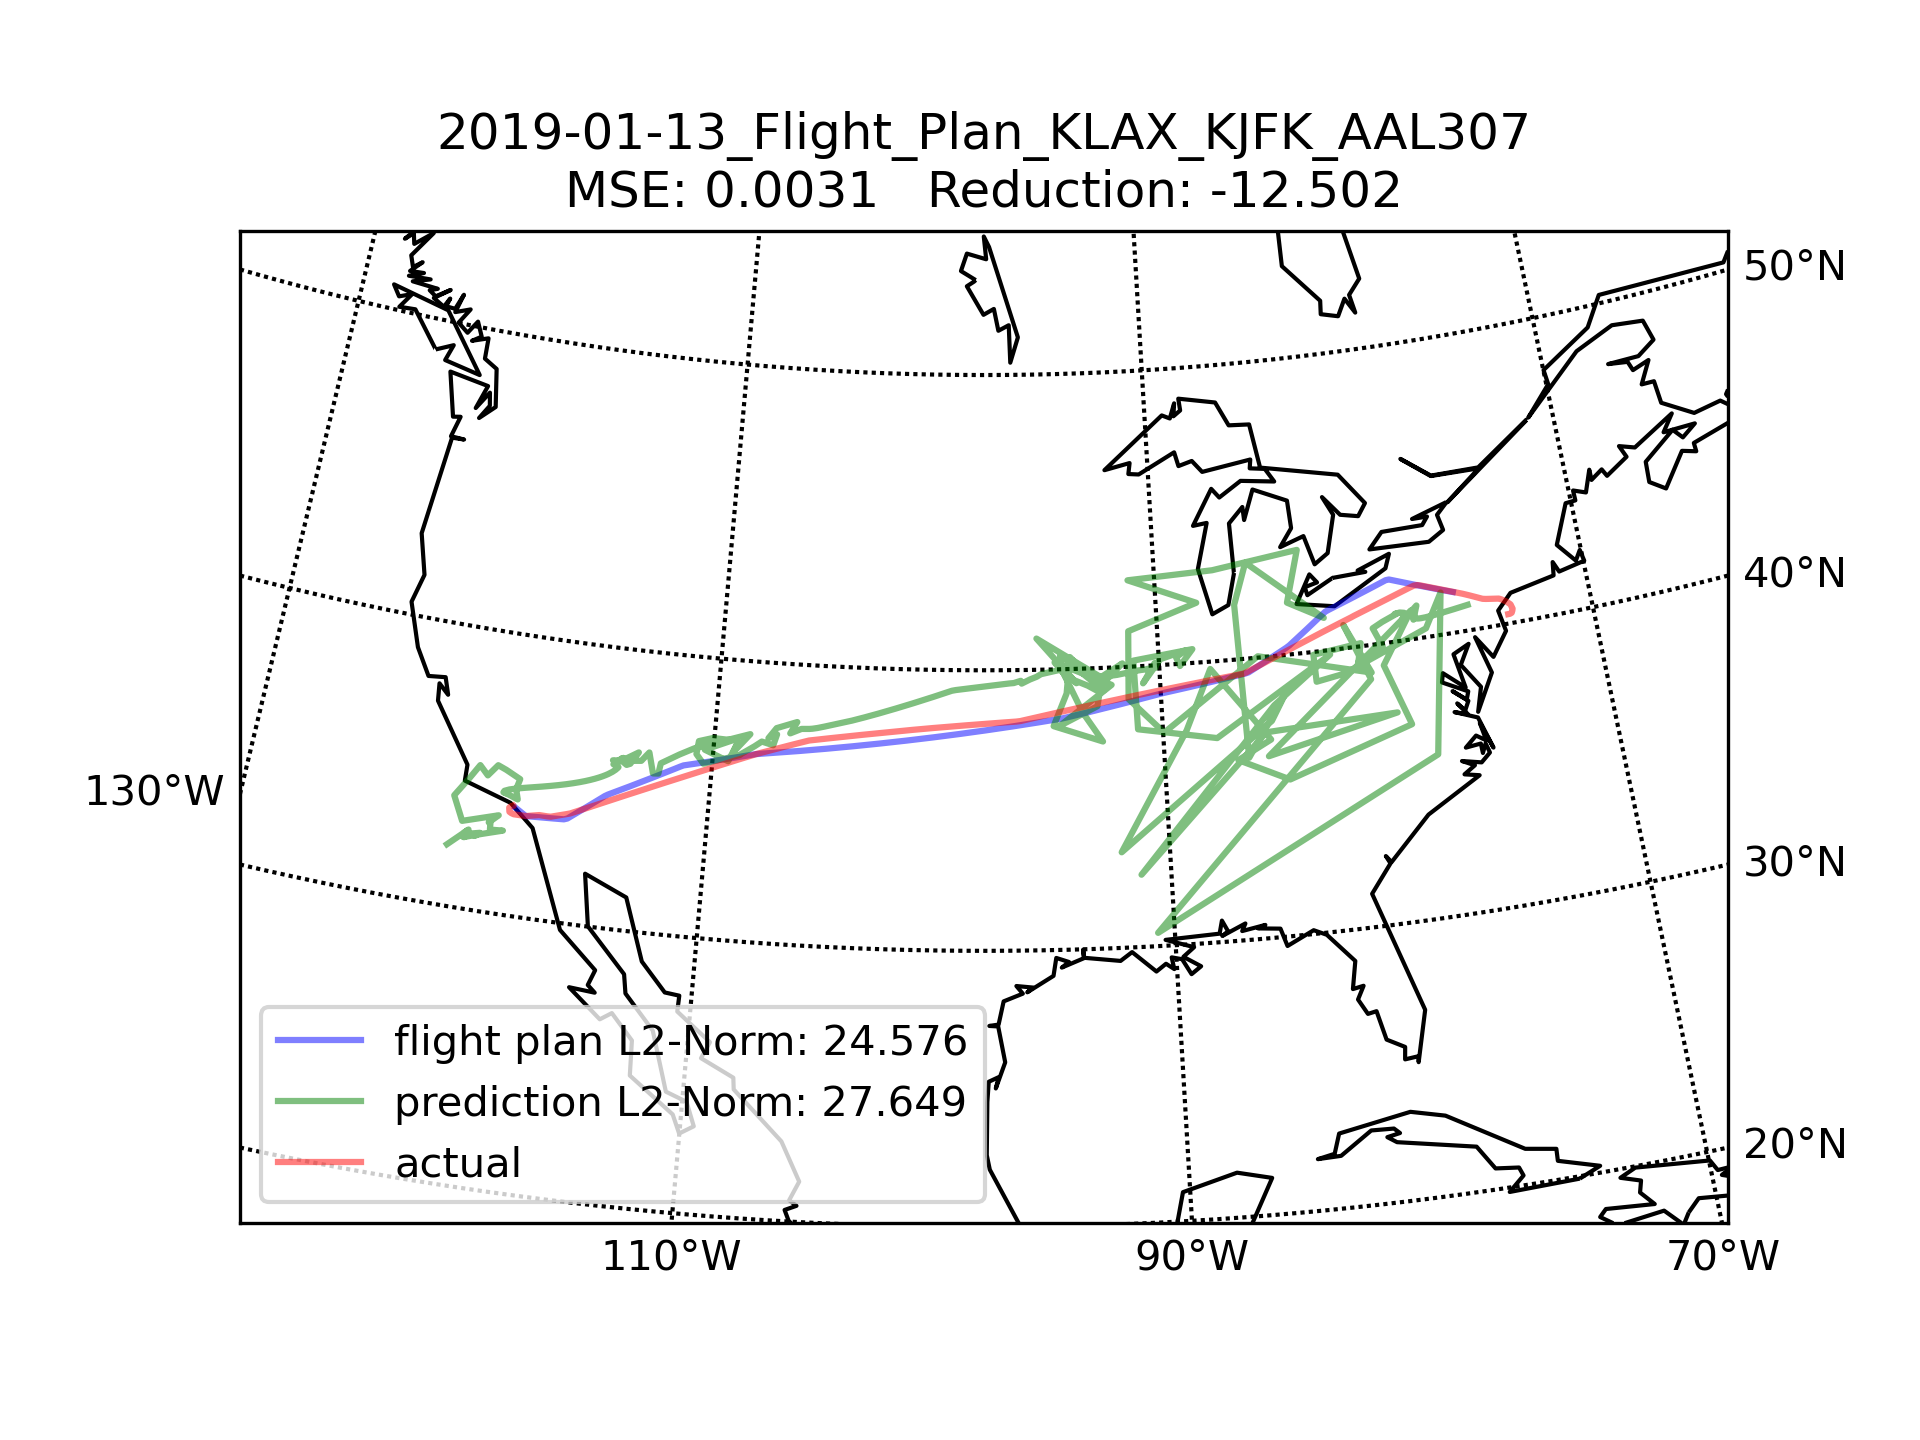 2019-01-13_Flight_Plan_KLAX_KJFK_AAL307
MSE: 0.0031   Reduction: -12.502
50°N
40°N
130°W
30°N
flight plan L2-Norm: 24.576
prediction L2-Norm: 27.649
20°N
actual
110°W
90°W
70°W